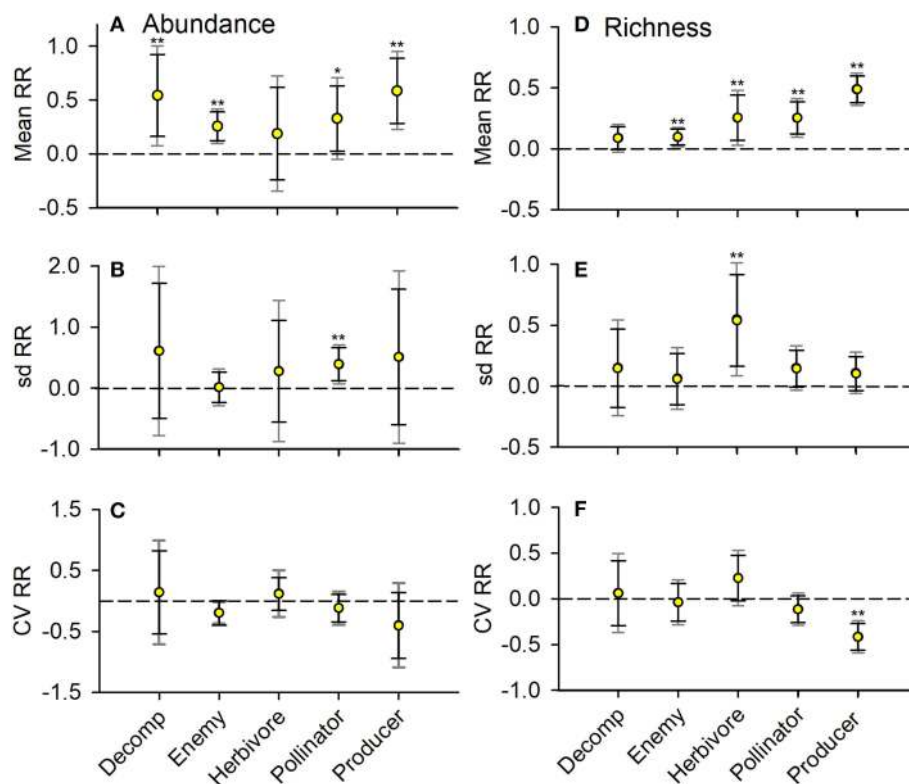 A Abundance
Mean RR
1.0
0.5
0.0
-0.5
** ** * **
D Richness
Mean RR
1.0
0.5
0.0
-0.5
** ** ** **
B
sd RR
2.0
1.0
0.0
-1.0
**
E
sd RR
1.0
0.5
0.0
-0.5
**
C
CV RR
1.5
0.5
-0.5
-1.5
Decomp Enemy Herbivore Pollinator Producer
F
CV RR
1.0
0.5
0.0
-0.5
-1.0
**
Decomp Enemy Herbivore Pollinator Producer